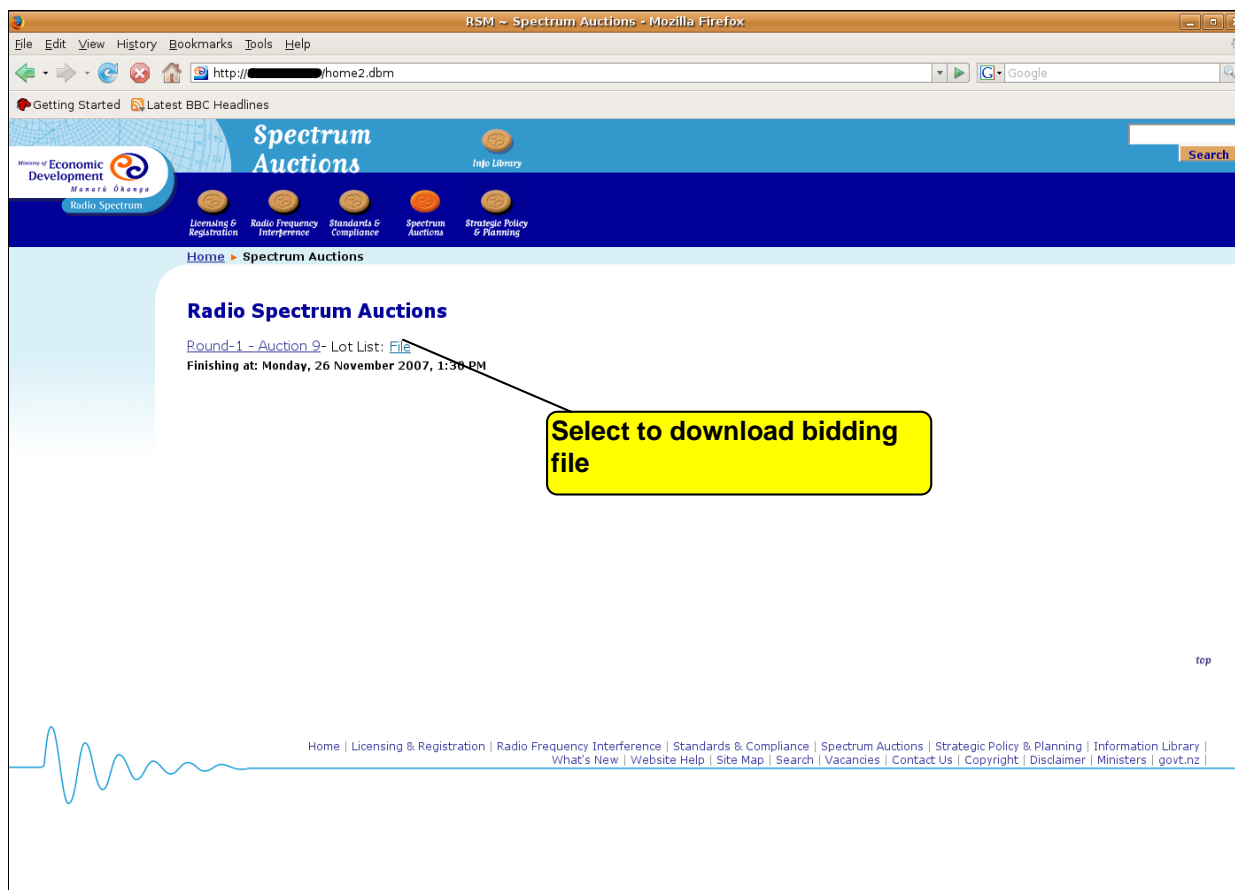 RSM ~ Spectrum Auctions - Mozilla Firefox
File Edit View History Bookmarks Tools Help
http:// /home2.dbm
G Google
Getting Started Latest BBC Headlines
Spectrum
Auctions
Info Library
Search
Ministry of Economic
Development
Manatū Ōhanga
Radio Spectrum
Licensing &
Registration
Radio Frequency
Interference
Standards &
Compliance
Spectrum
Auctions
Strategic Policy
& Planning
Home ▸ Spectrum Auctions
Radio Spectrum Auctions
Round-1 - Auction 9- Lot List: File
Finishing at: Monday, 26 November 2007, 1:30 PM
Select to download bidding
file
top
Home | Licensing & Registration | Radio Frequency Interference | Standards & Compliance | Spectrum Auctions | Strategic Policy & Planning | Information Library |
What's New | Website Help | Site Map | Search | Vacancies | Contact Us | Copyright | Disclaimer | Ministers | govt.nz |